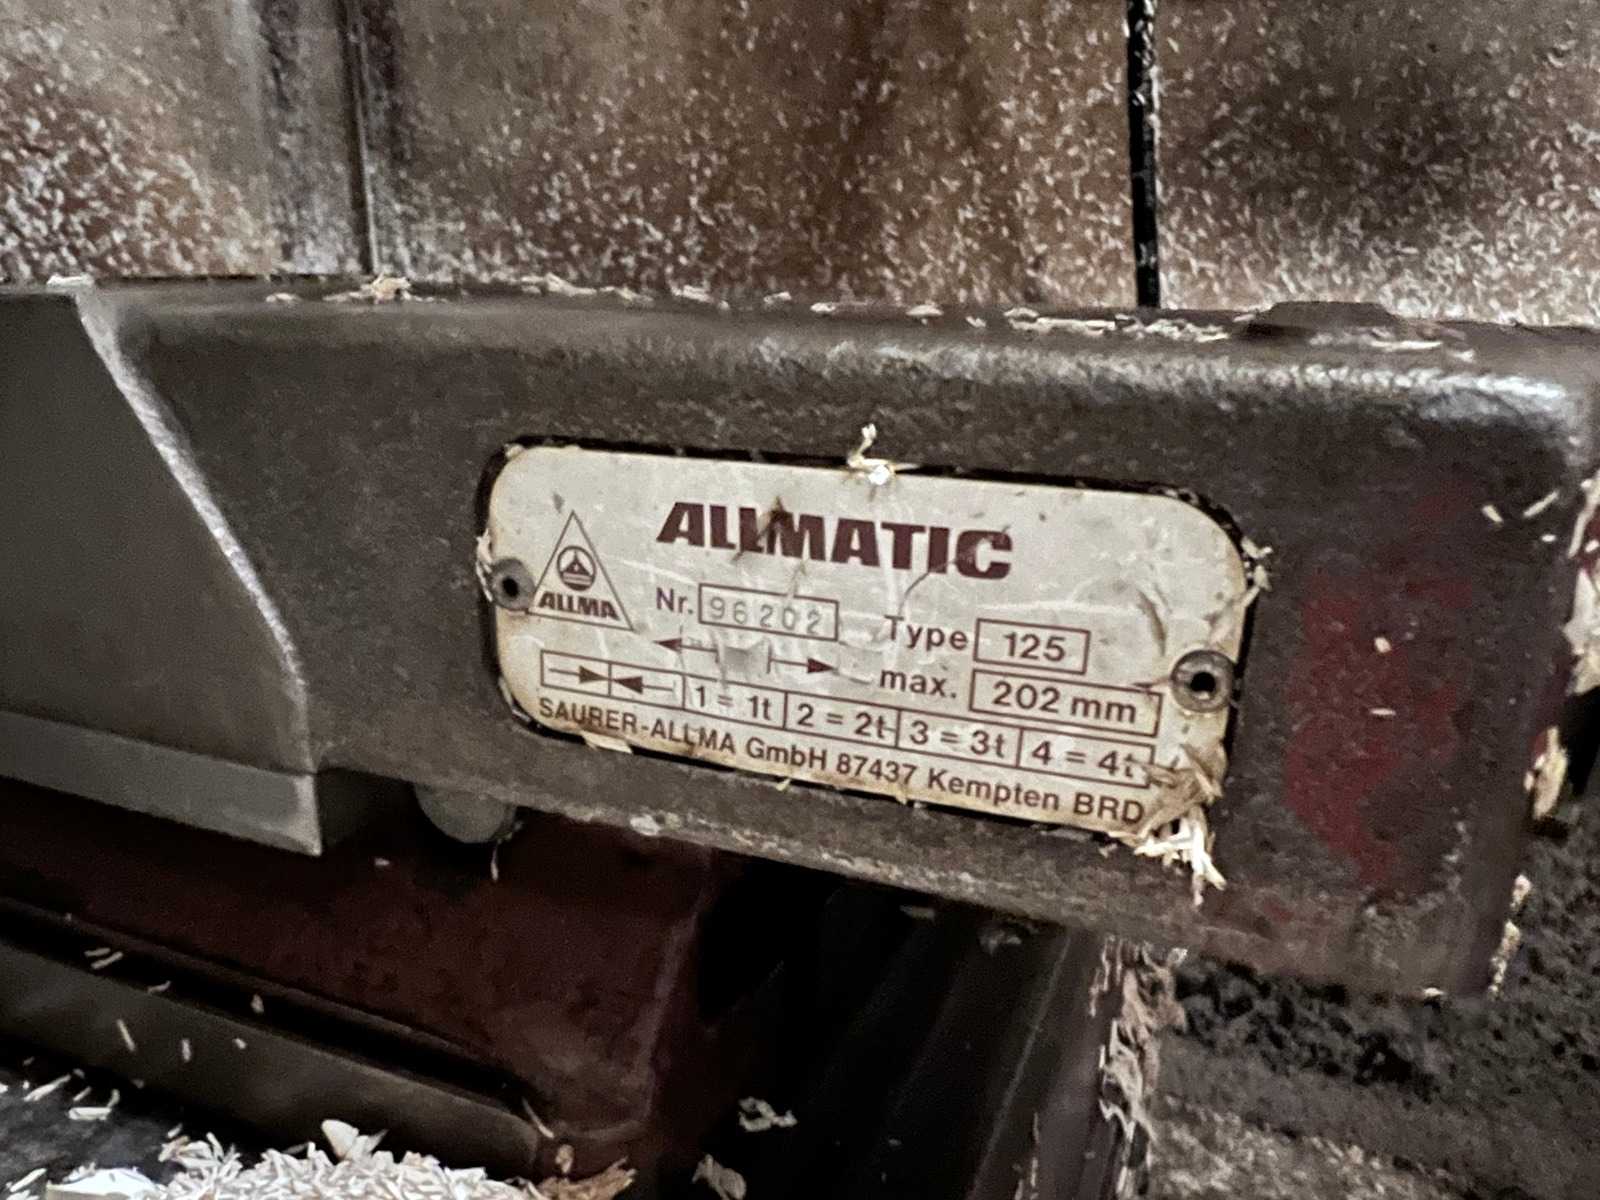 ALLMATIC
ALLMA
Nr. 96202 Type 125
max. 202 mm
1 = 1t 2 = 2t 3 = 3t 4 = 4t
SAURER-ALLMA GmbH 87437 Kempten BRD